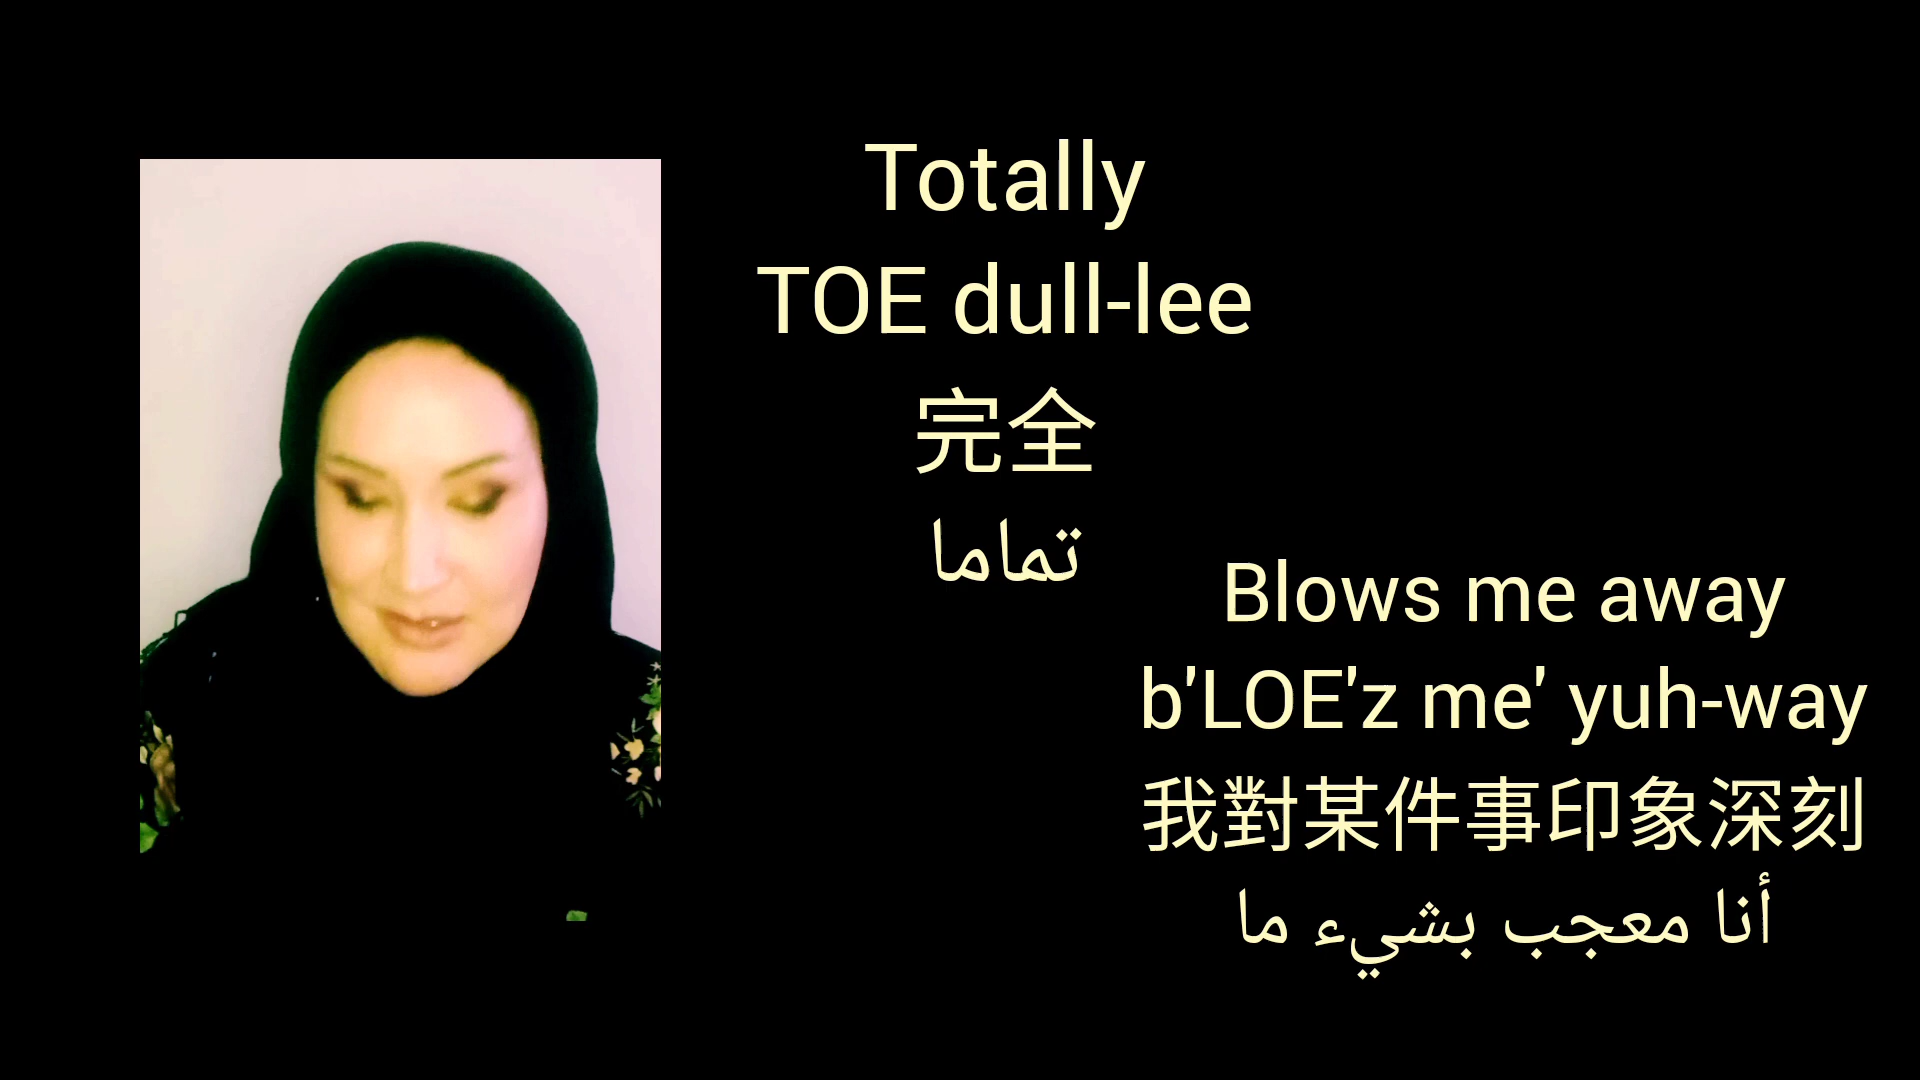 Totally
TOE dull-lee
完全
تماما
Blows me away
b'LOE'z me' yuh-way
我對某件事印象深刻
أنا معجب بشيء ما